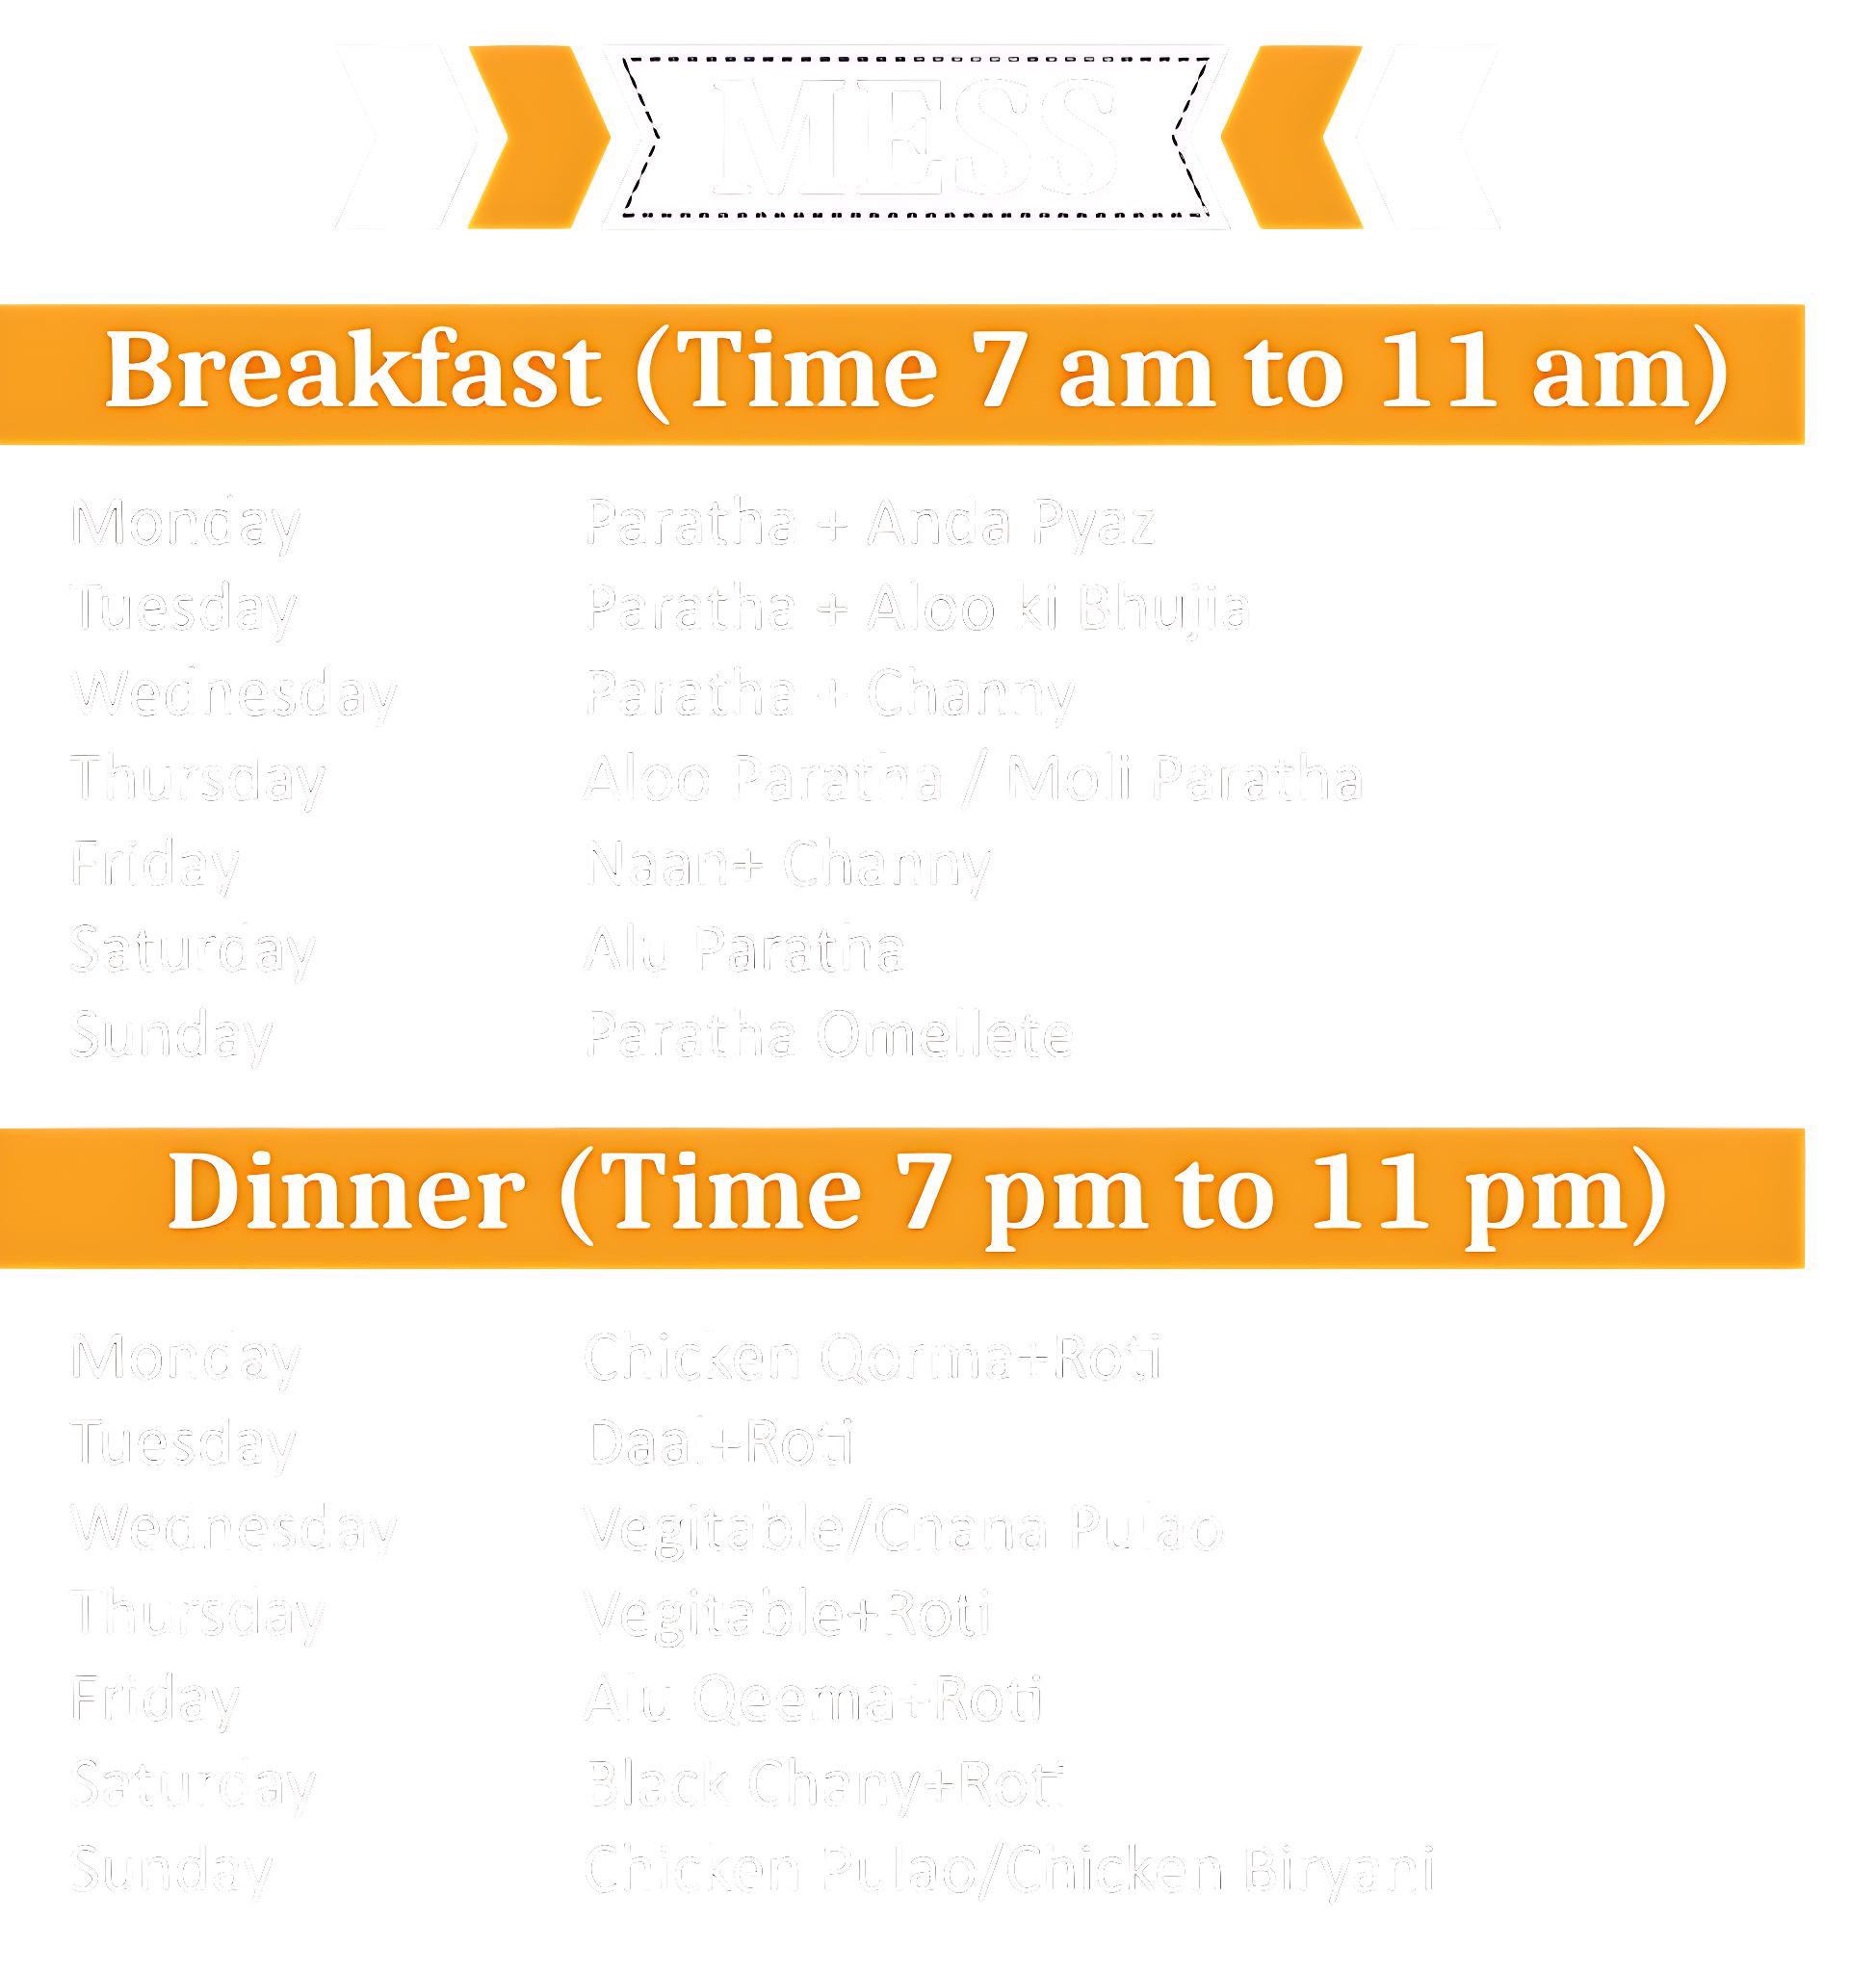 MESS
Breakfast (Time 7 am to 11 am)
Monday Paratha + Anda Pyaz
Tuesday Paratha + Aloo ki Bhujia
Wednesday Paratha + Channy
Thursday Aloo Paratha / Moli Paratha
Friday Naan+ Channy
Saturday Alu Paratha
Sunday Paratha Omellete
Dinner (Time 7 pm to 11 pm)
Monday Chicken Qorma+Roti
Tuesday Daal+Roti
Wednesday Vegitable/Chana Pulao
Thursday Vegitable+Roti
Friday Alu Qeema+Roti
Saturday Black Chany+Roti
Sunday Chicken Pulao/Chicken Biryani